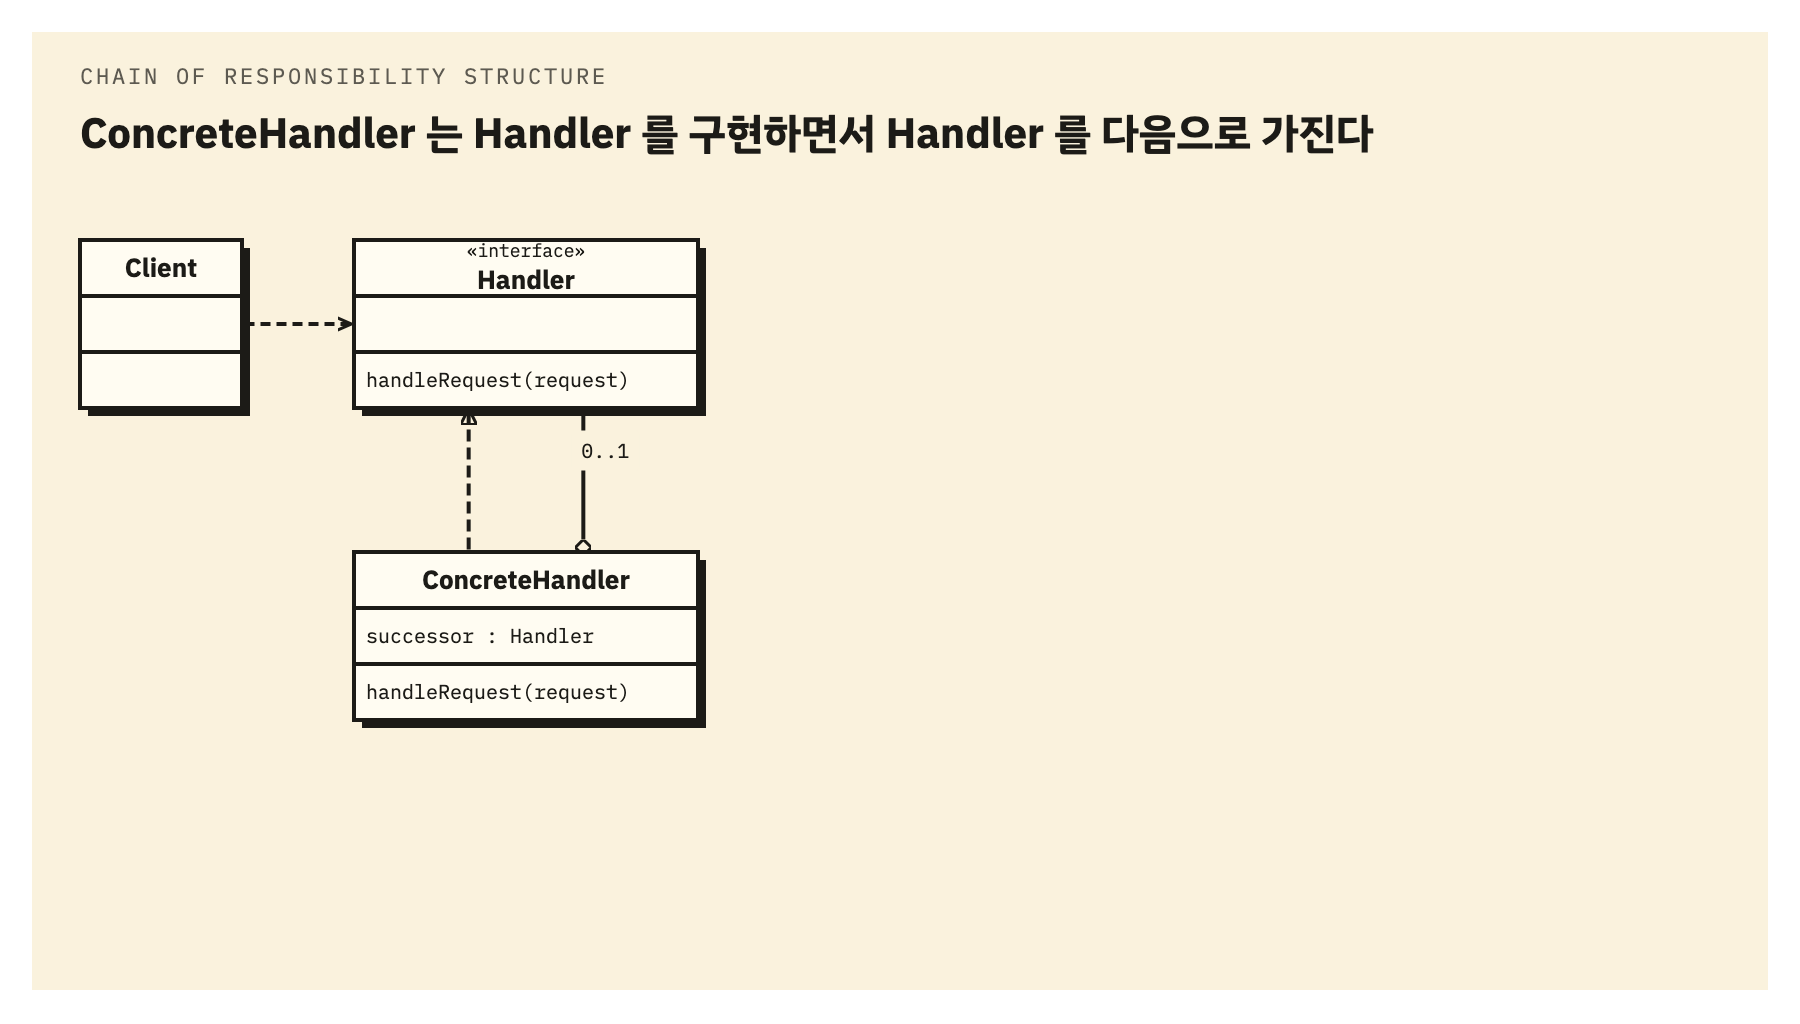 CHAIN OF RESPONSIBILITY STRUCTURE
ConcreteHandler 는 Handler 를 구현하면서 Handler 를 다음으로 가진다
Client
«interface»
Handler
handleRequest(request)
0..1
ConcreteHandler
successor : Handler
handleRequest(request)